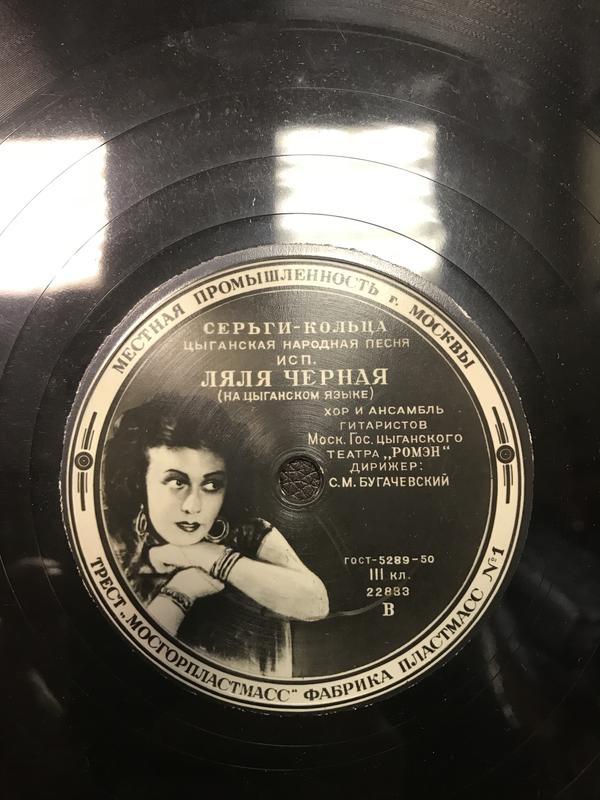 МЕСТНАЯ ПРОМЫШЛЕННОСТЬ г. МОСКВЫ
СЕРЬГИ-КОЛЬЦА
ЦЫГАНСКАЯ НАРОДНАЯ ПЕСНЯ
ИСП.
ЛЯЛЯ ЧЕРНАЯ
(НА ЦЫГАНСКОМ ЯЗЫКЕ)
ХОР И АНСАМБЛЬ
ГИТАРИСТОВ
Моск. Гос. ЦЫГАНСКОГО
ТЕАТРА „РОМЭН“
ДИРИЖЕР:
С.М. БУГАЧЕВСКИЙ
ГОСТ-5289-50
III кл.
22883
В
ТРЕСТ „МОСГОРПЛАСТМАСС“ ФАБРИКА ПЛАСТМАСС №1